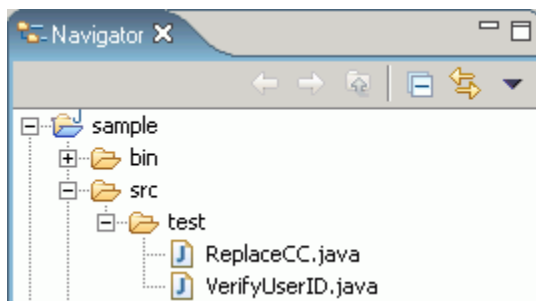 Navigator
sample
bin
src
test
ReplaceCC.java
VerifyUserID.java